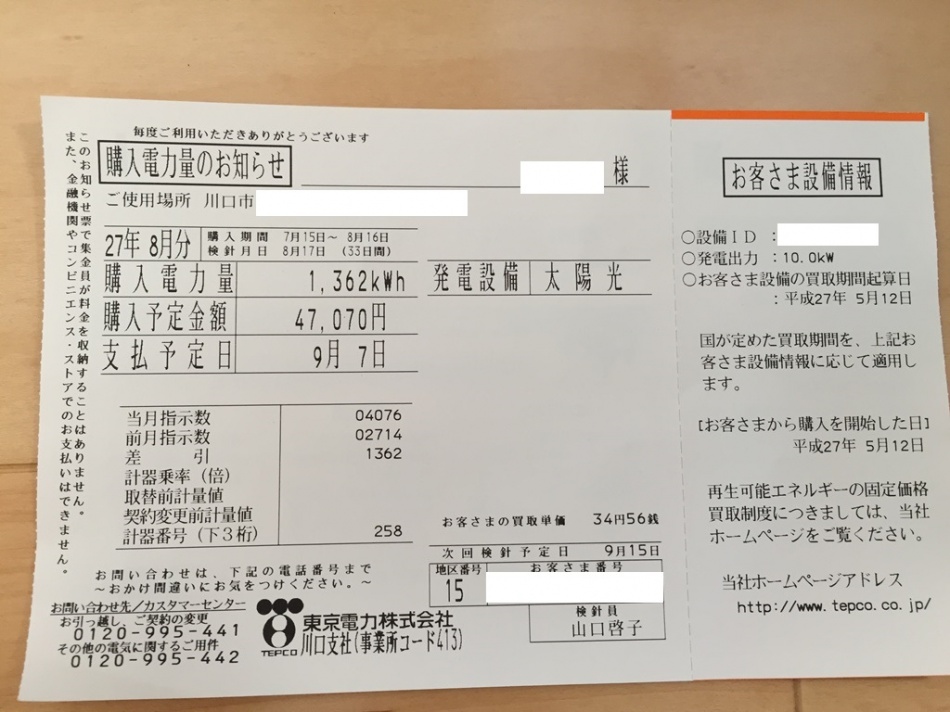 毎度ご利用いただきありがとうございます
購入電力量のお知らせ
様
ご使用場所 川口市
27年 8月分
購入期間 7月15日～ 8月16日
検針月日 8月17日 (33日間)
購入電力量 1,362kWh
発電設備 太陽光
購入予定金額 47,070円
支払予定日 9月 7日
当月指示数 04076
前月指示数 02714
差引 1362
計器乗率(倍)
取替前計量値
契約変更前計量値
計器番号(下3桁) 258
お客さまの買取単価 34円56銭
次回検針予定日 9月15日
地区番号 お客さま番号
15
検針員
山口啓子
お問い合わせは、下記の電話番号まで
～おかけ間違いにお気をつけください。～
お問い合わせ先/カスタマーセンター
お引っ越し、ご契約の変更
0120-995-441
その他の電気に関するご用件
0120-995-442
TEPCO
東京電力株式会社
川口支社(事業所コード413)
このお知らせ票で集金員が料金を収納することはありません。
また、金融機関やコンビニエンス・ストアでのお支払いはできません。
お客さま設備情報
○設備ID :
○発電出力 :10.0kW
○お客さま設備の買取期間起算日
:平成27年 5月12日
国が定めた買取期間を、上記お
客さま設備情報に応じて適用し
ます。
[お客さまから購入を開始した日]
平成27年 5月12日
再生可能エネルギーの固定価格
買取制度につきましては、当社
ホームページをご覧ください。
当社ホームページアドレス
http://www.tepco.co.jp/